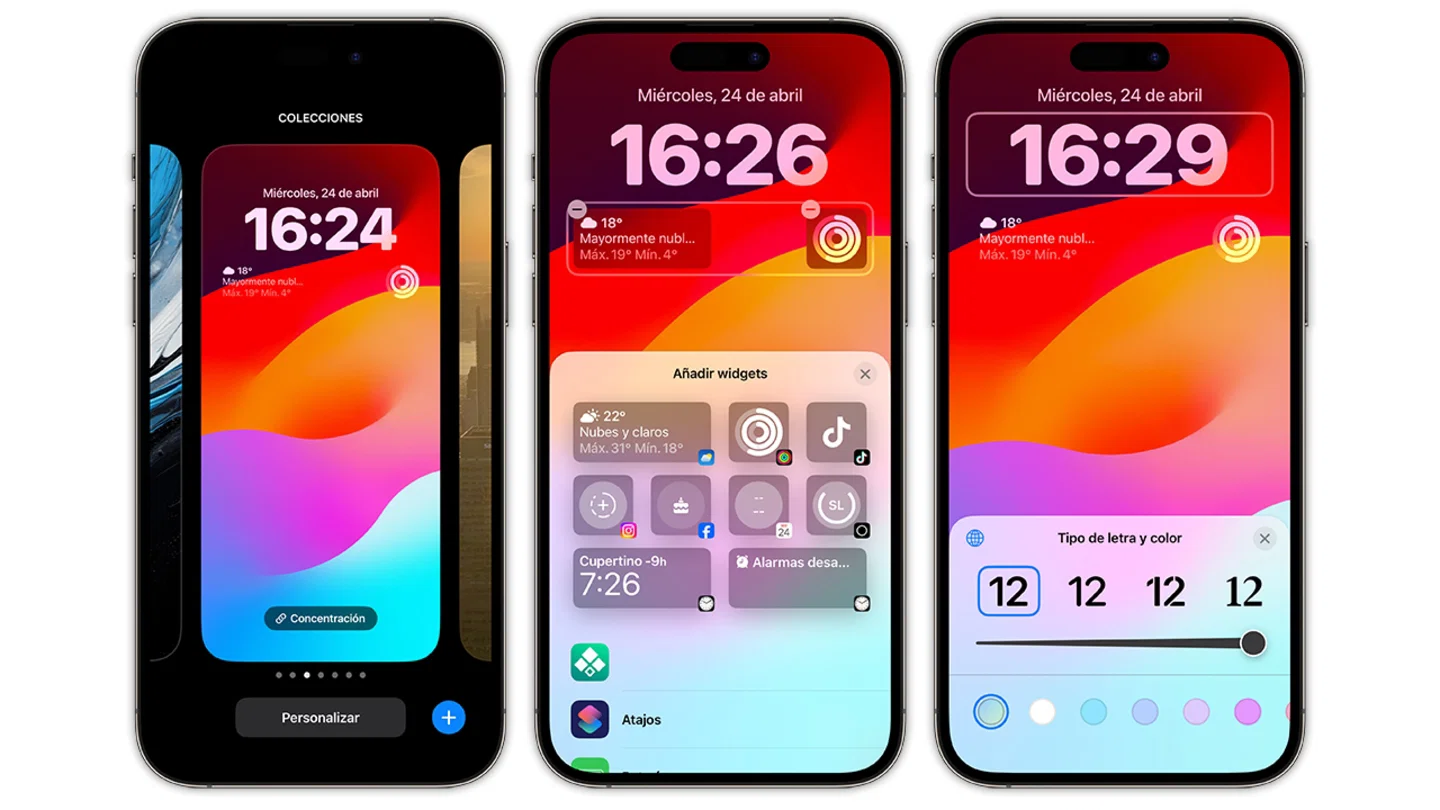 COLECCIONES
Miércoles, 24 de abril
16:24
18°
Mayormente nubl...
Máx. 19° Mín. 4°
Concentración
Personalizar
Miércoles, 24 de abril
16:26
18°
Mayormente nubl...
Máx. 19° Mín. 4°
Añadir widgets
22°
Nubes y claros
Máx. 31° Mín. 18°
--
--
SL
24
Cupertino -9h
7:26
Alarmas desa...
Atajos
Miércoles, 24 de abril
16:29
18°
Mayormente nubl...
Máx. 19° Mín. 4°
Tipo de letra y color
12 12 12 12